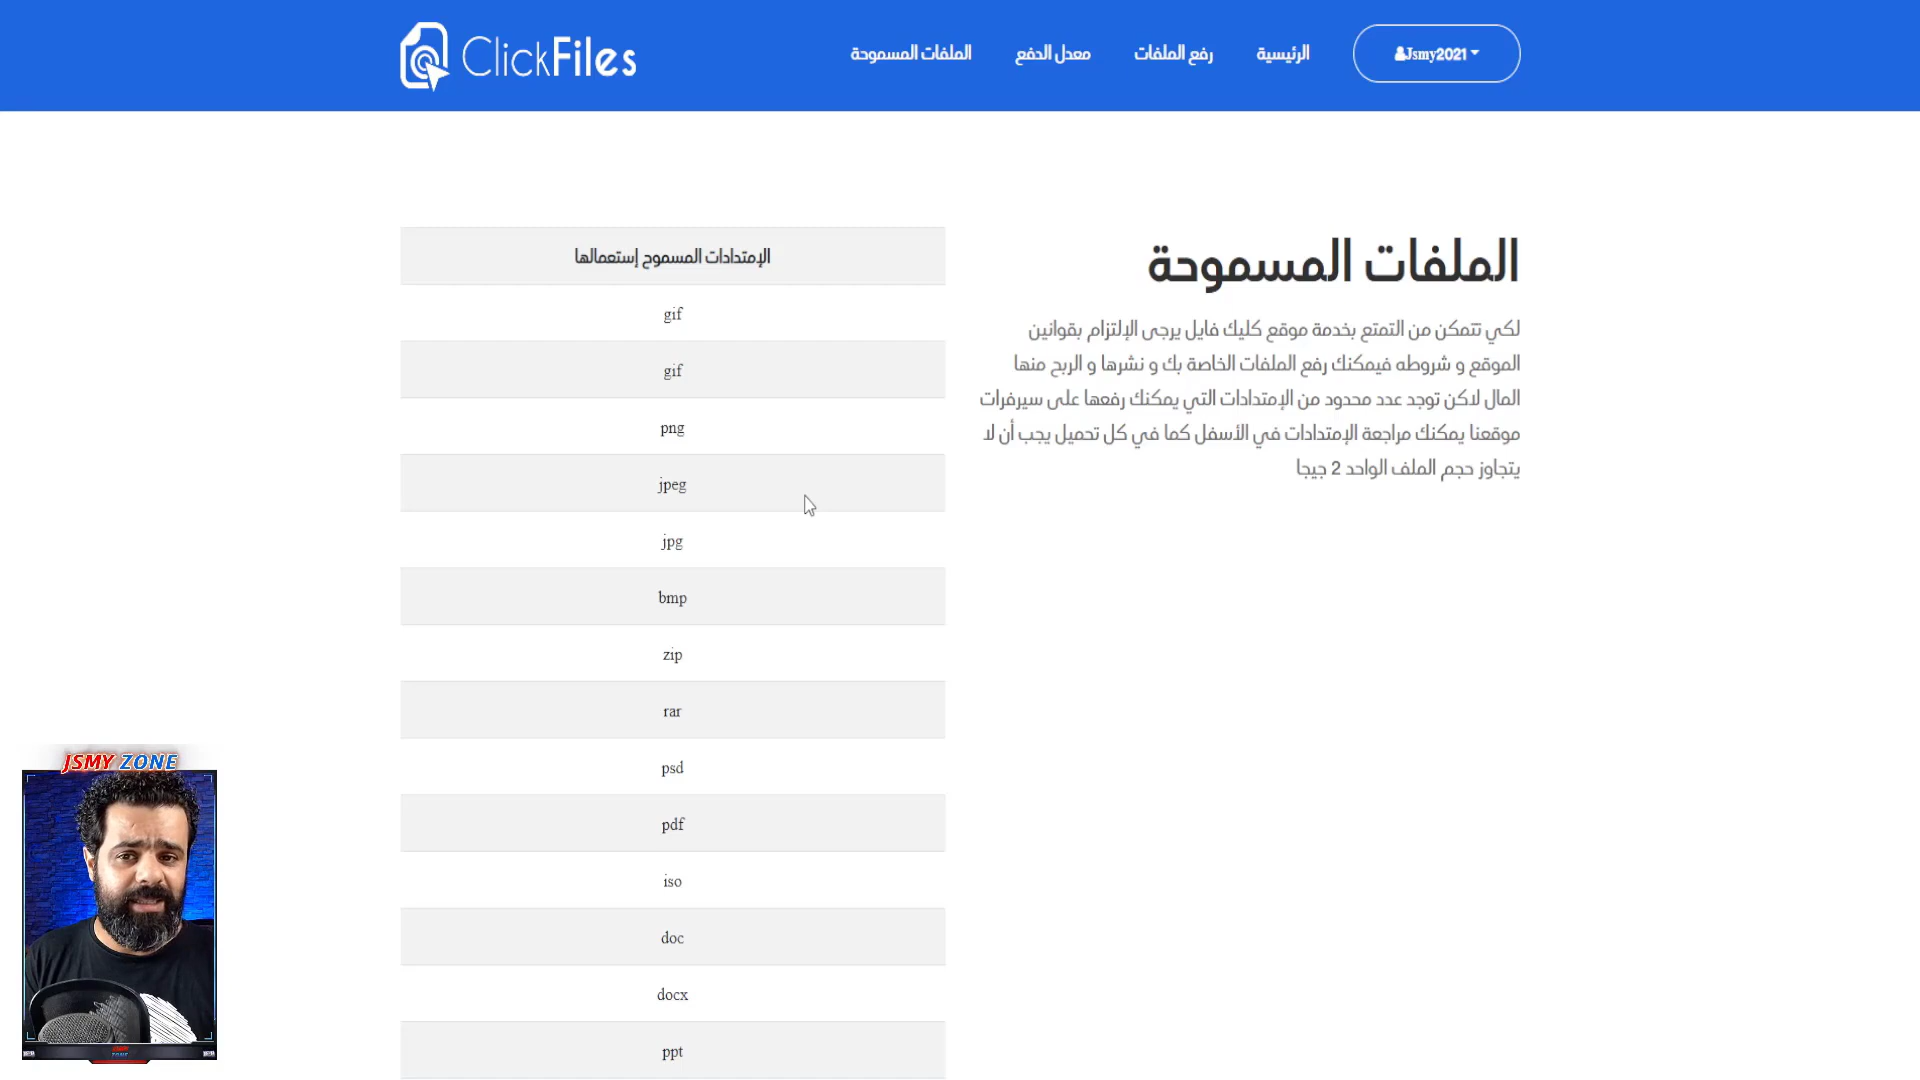 ClickFiles
Jsmy2021
الرئيسية
رفع الملفات
معدل الدفع
الملفات المسموحة
الملفات المسموحة
لكي تتمكن من التمتع بخدمة موقع كليك فايل يرجى الإلتزام بقوانين
الموقع و شروطه فيمكنك رفع الملفات الخاصة بك و نشرها و الربح منها
المال لاكن توجد عدد محدود من الإمتدادات التي يمكنك رفعها على سيرفرات
موقعنا يمكنك مراجعة الإمتدادات في الأسفل كما في كل تحميل يجب أن لا
يتجاوز حجم الملف الواحد 2 جيجا
الإمتدادات المسموح إستعمالها
gif
gif
png
jpeg
jpg
bmp
zip
rar
psd
pdf
iso
doc
docx
ppt
JSMY ZONE